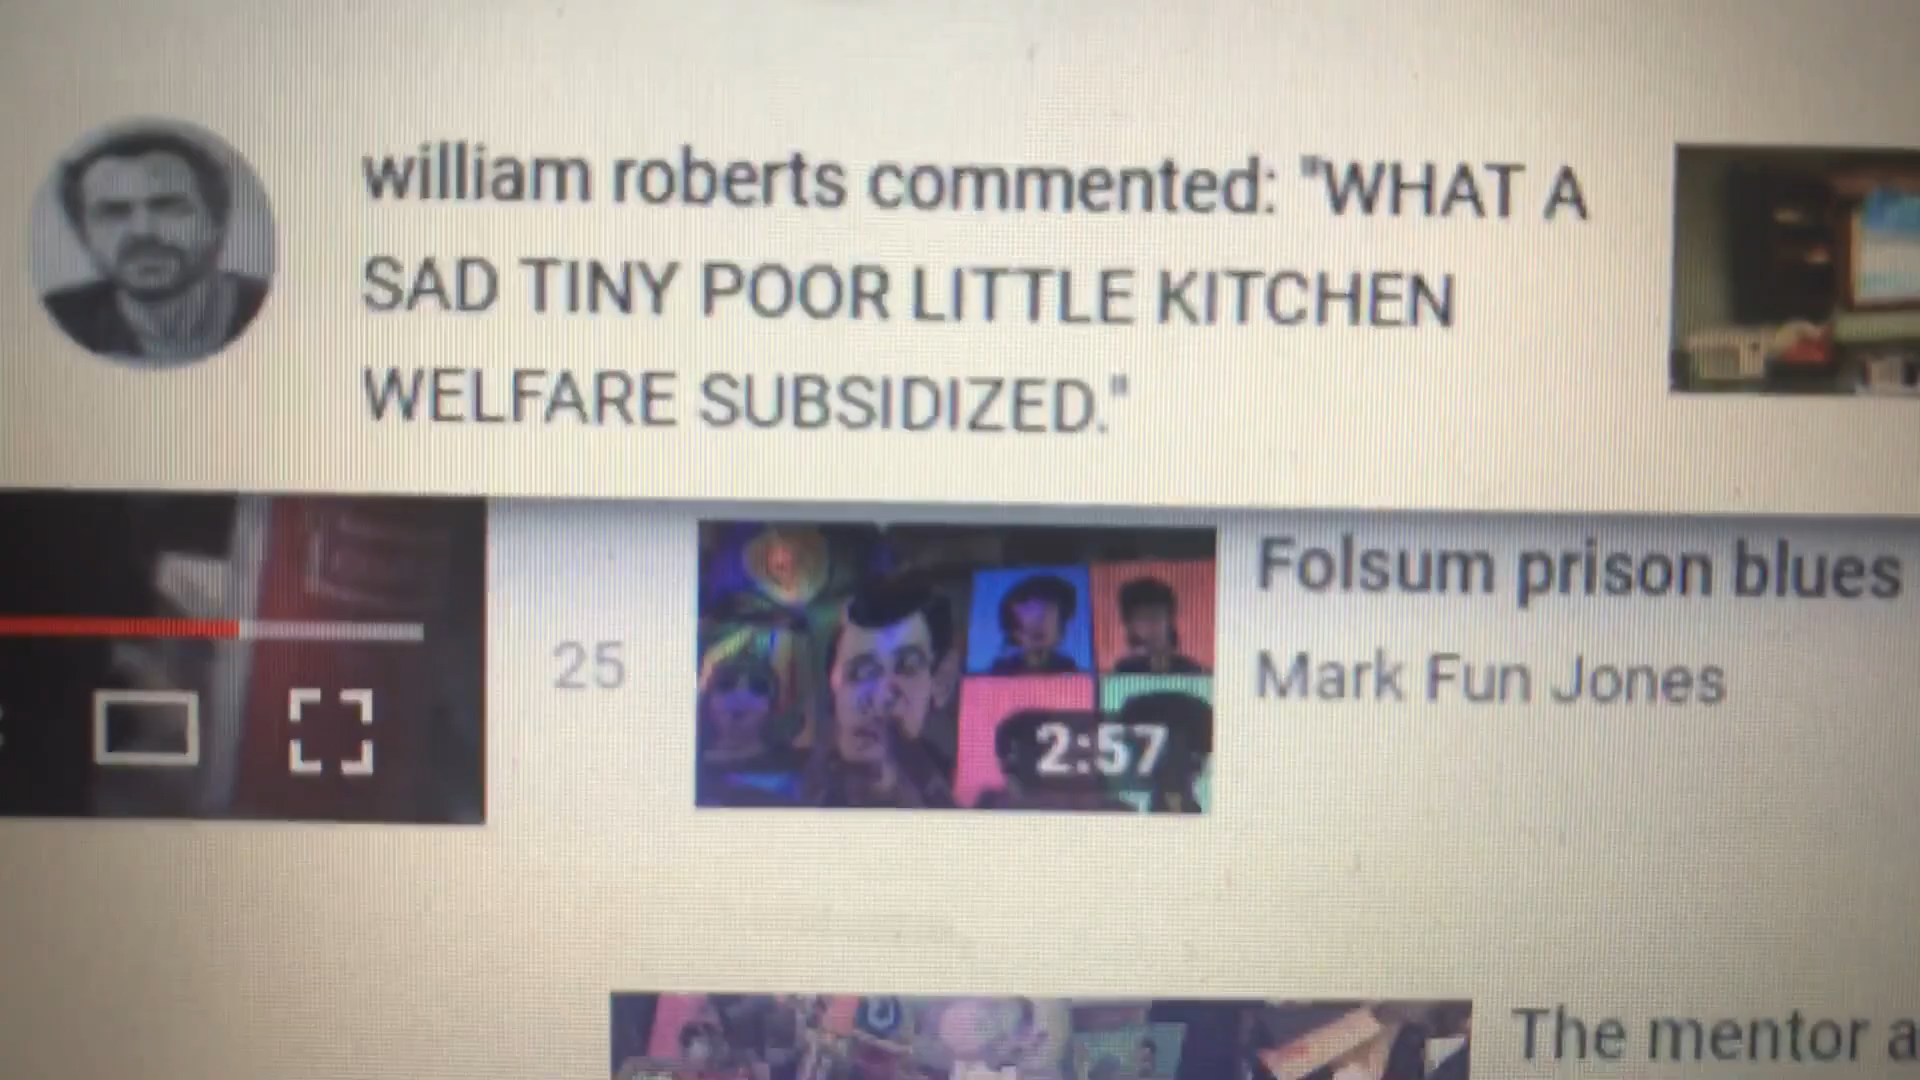 william roberts commented: "WHAT A
SAD TINY POOR LITTLE KITCHEN
WELFARE SUBSIDIZED."
25
2:57
Folsum prison blues
Mark Fun Jones
The mentor a